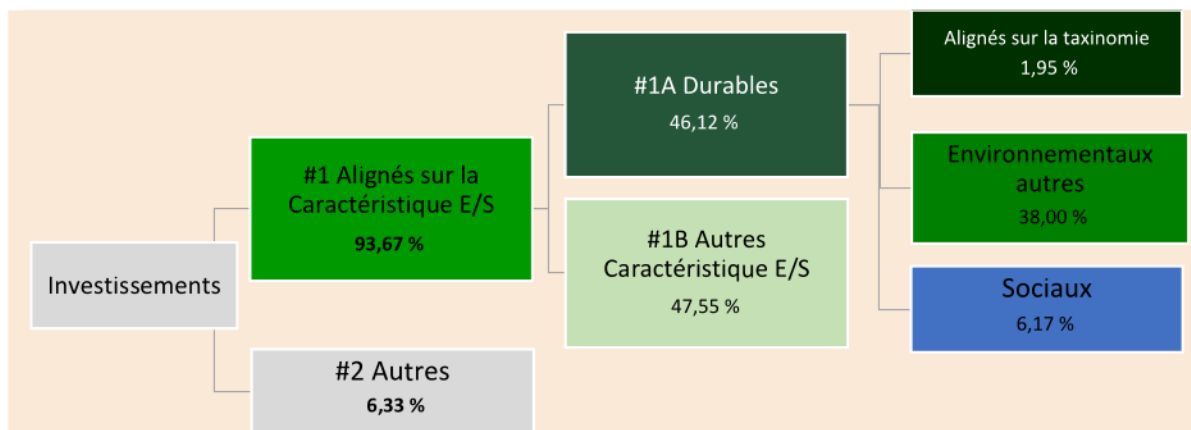 Investissements
#1 Alignés sur la
Caractéristique E/S
93,67 %
#2 Autres
6,33 %
#1A Durables
46,12 %
#1B Autres
Caractéristique E/S
47,55 %
Alignés sur la taxinomie
1,95 %
Environnementaux
autres
38,00 %
Sociaux
6,17 %